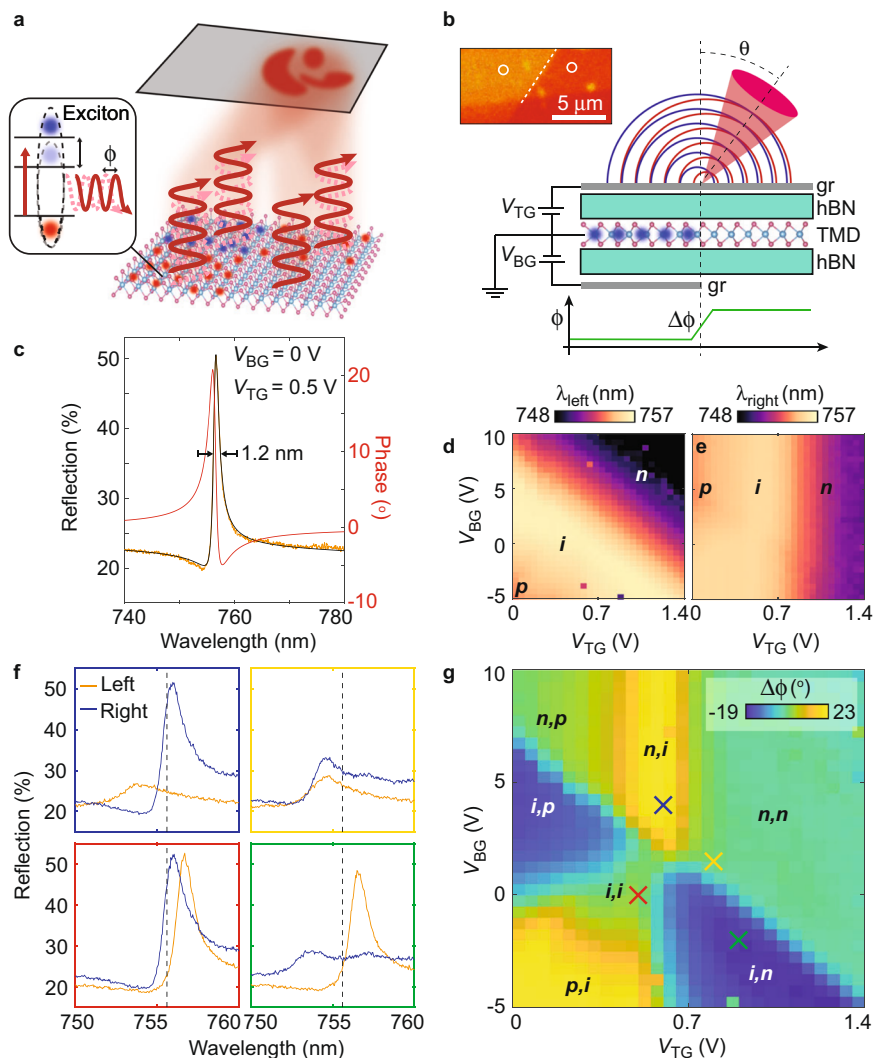 a
Exciton
ϕ
b
θ
5 μm
gr
hBN
V_TG
TMD
V_BG
hBN
gr
ϕ
Δϕ
c
V_BG = 0 V
V_TG = 0.5 V
1.2 nm
50
40
30
20
Reflection (%)
20
10
0
-10
Phase (°)
740
760
780
Wavelength (nm)
λ_left (nm)
748
757
λ_right (nm)
748
757
d
n
i
p
10
5
0
-5
V_BG (V)
0
0.7
1.40
V_TG (V)
e
p
i
n
0.7
1.4
f
Left
Right
50
40
30
20
50
40
30
20
Reflection (%)
750
755
760
750
755
760
Wavelength (nm)
g
Δϕ (°)
-19
23
n,p
n,i
i,p
n,n
i,i
p,i
i,n
10
5
0
-5
V_BG (V)
0
0.7
1.4
V_TG (V)